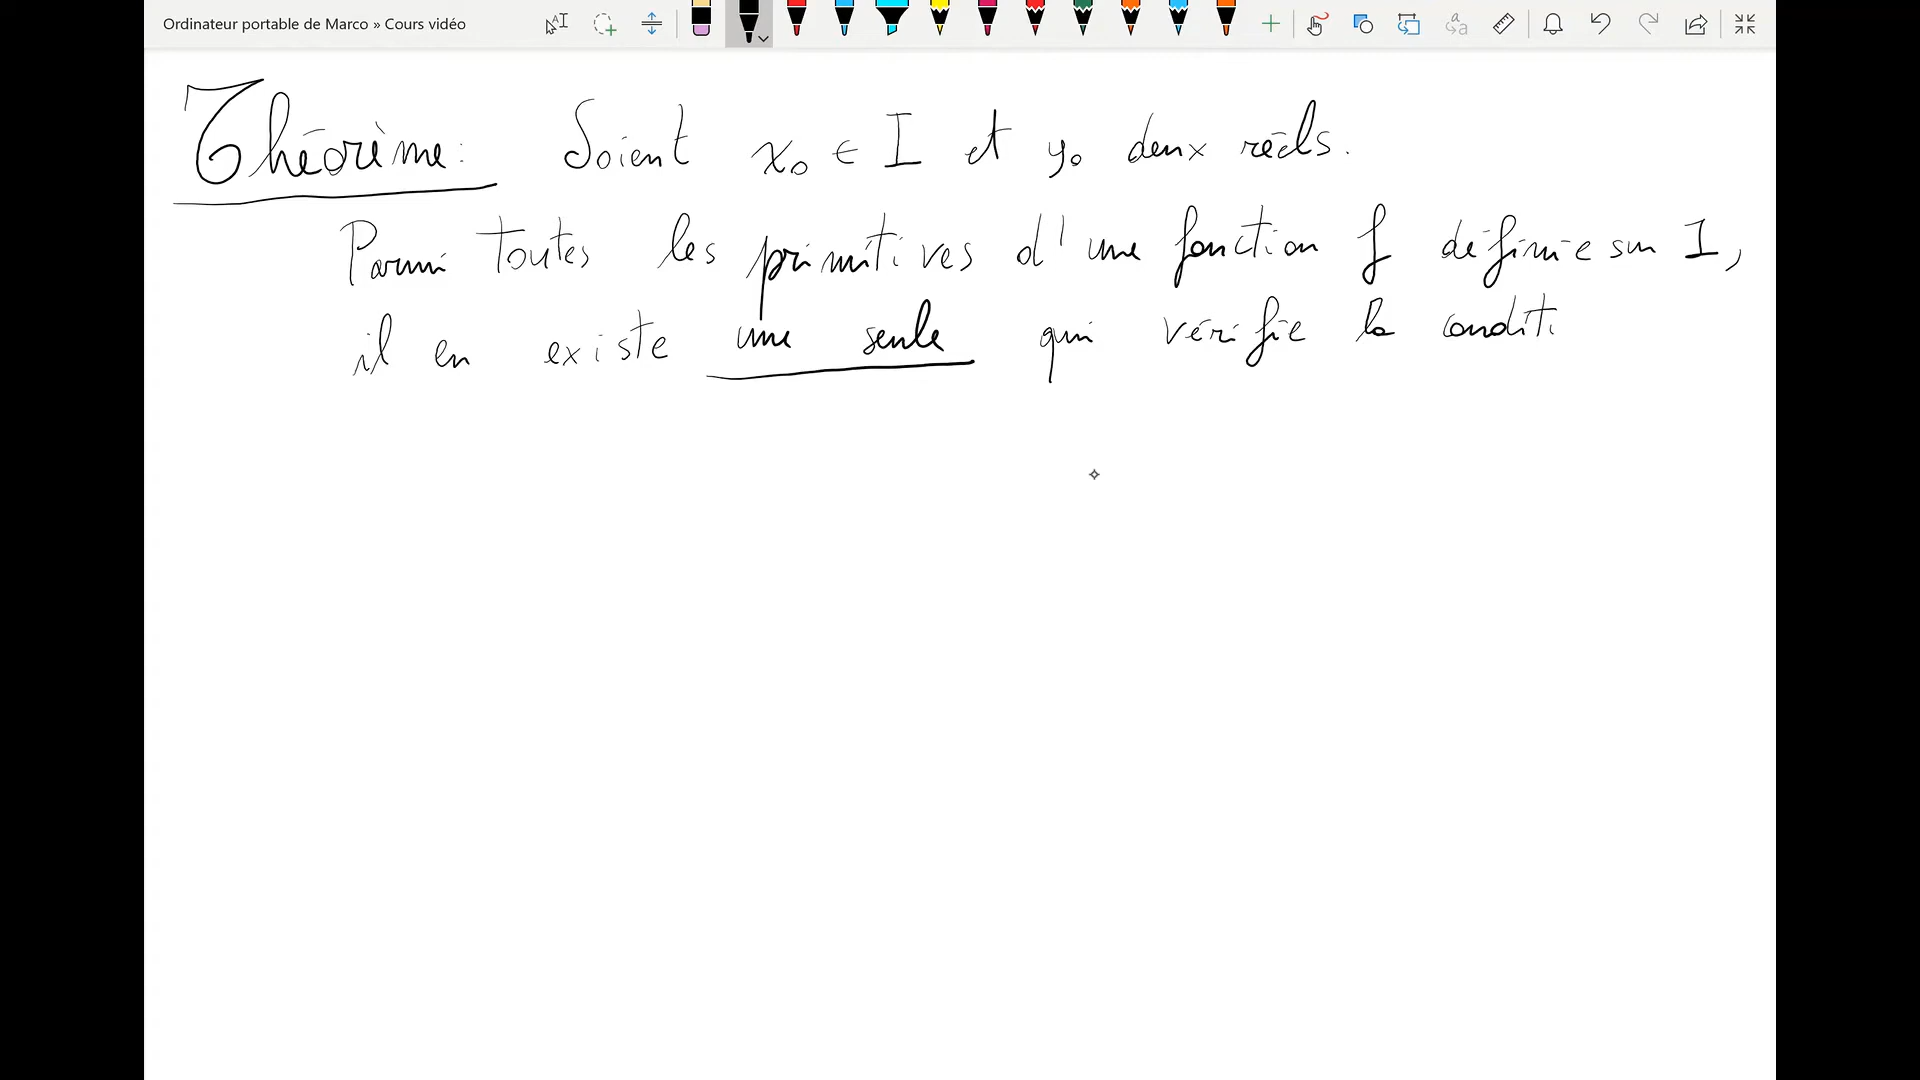 Ordinateur portable de Marco » Cours vidéo
Théorème : Soient x₀ ∈ I et y₀ deux réels.
Parmi toutes les primitives d'une fonction f définie sur I,
il en existe une seule qui vérifie la conditi